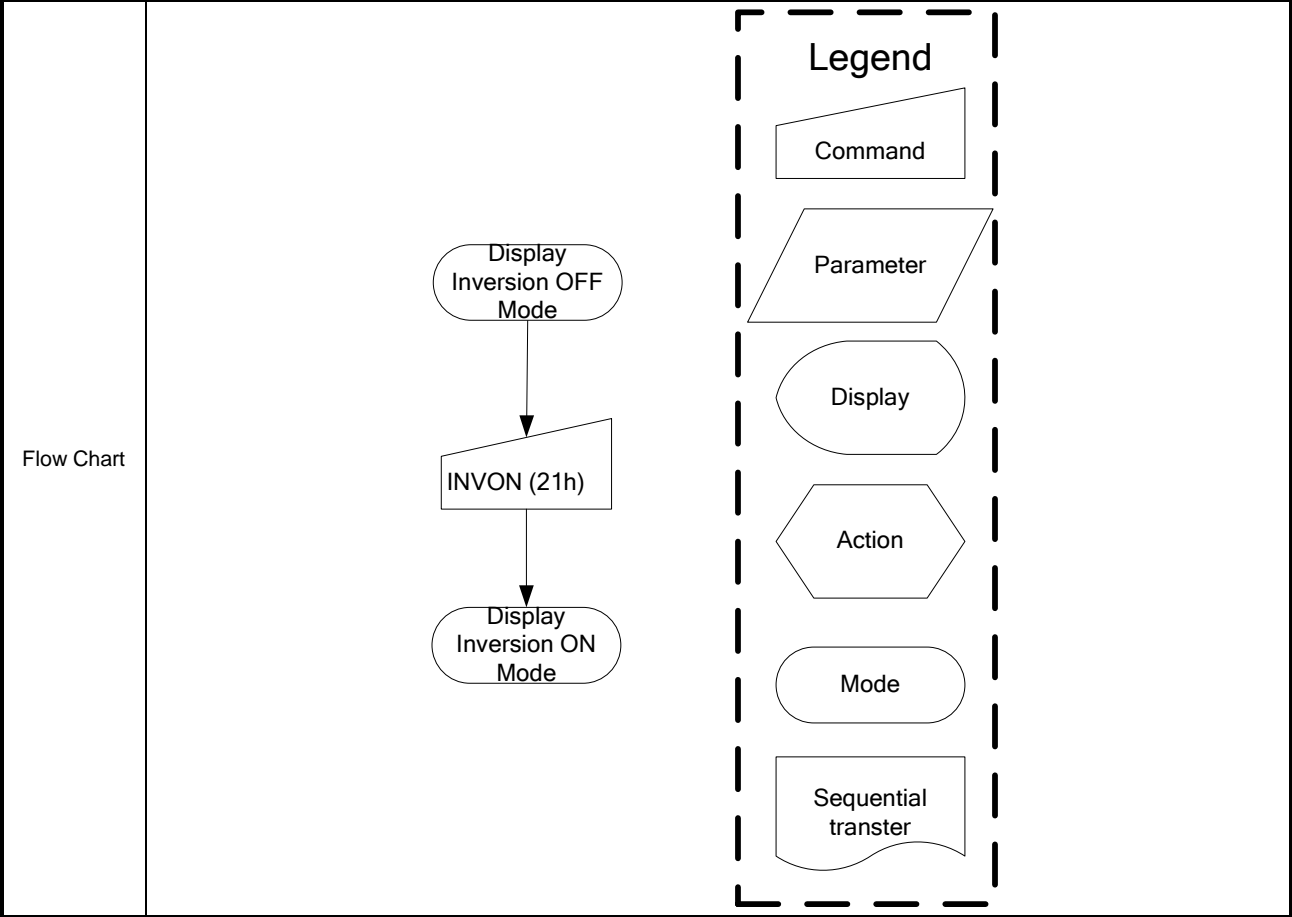 Flow Chart
Display
Inversion OFF
Mode
INVON (21h)
Display
Inversion ON
Mode
Legend
Command
Parameter
Display
Action
Mode
Sequential
transter